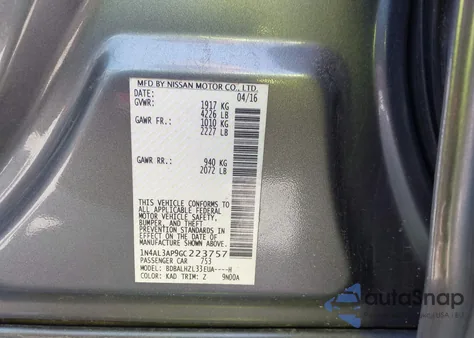 MFD BY NISSAN MOTOR CO., LTD.
DATE: 04/16
GVWR: 1917 KG
4226 LB
GAWR FR: 1010 KG
2227 LB
GAWR RR: 940 KG
2072 LB
THIS VEHICLE CONFORMS TO
ALL APPLICABLE FEDERAL
MOTOR VEHICLE SAFETY,
BUMPER, AND THEFT
PREVENTION STANDARDS IN
EFFECT ON THE DATE OF
MANUFACTURE SHOWN ABOVE.
1N4AL3AP9GC223757
PASSENGER CAR 753
MODEL: BDBALHZL33EUA----H
COLOR: KAD TRIM: Z 9N00A
autoSnap